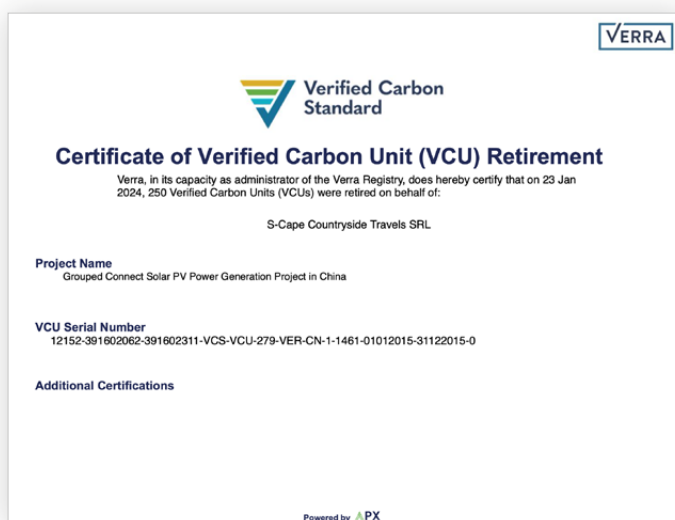 VERRA
Verified Carbon
Standard
Certificate of Verified Carbon Unit (VCU) Retirement
Verra, in its capacity as administrator of the Verra Registry, does hereby certify that on 23 Jan
2024, 250 Verified Carbon Units (VCUs) were retired on behalf of:
S-Cape Countryside Travels SRL
Project Name
Grouped Connect Solar PV Power Generation Project in China
VCU Serial Number
12152-391602062-391602311-VCS-VCU-279-VER-CN-1-1461-01012015-31122015-0
Additional Certifications
Powered by APX